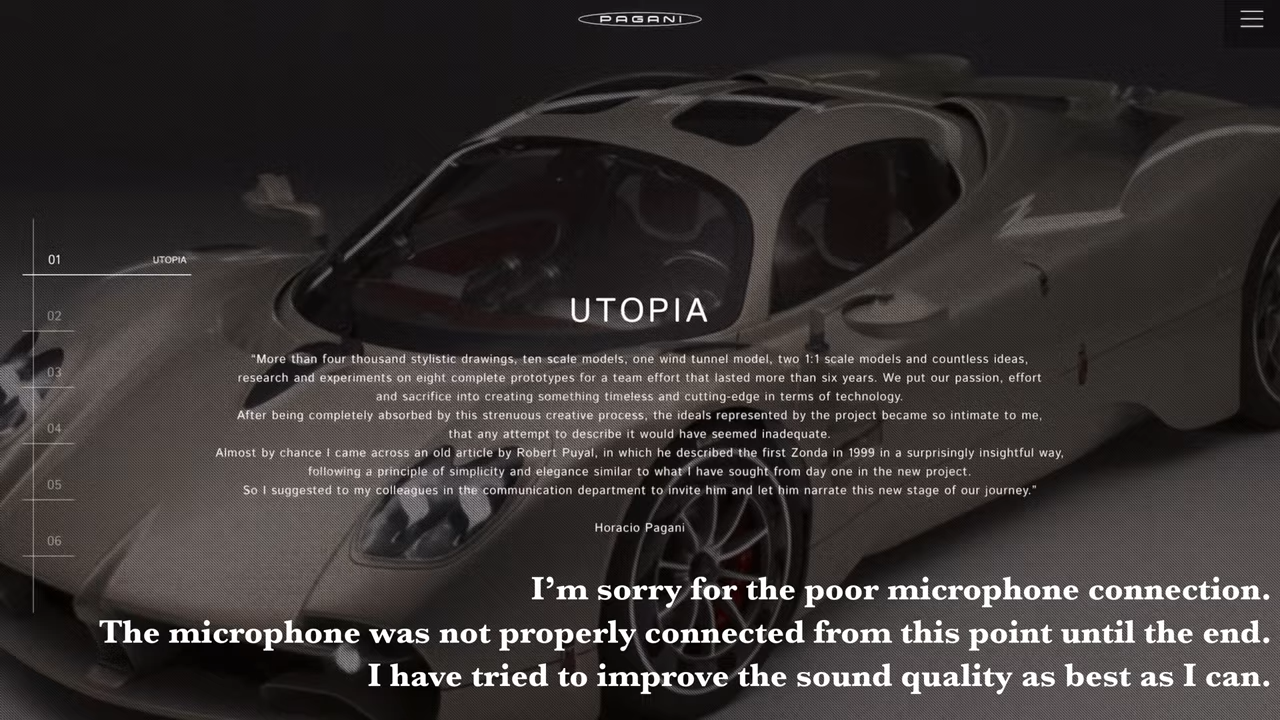 PAGANI
01 UTOPIA
02
03
04
05
06
UTOPIA
"More than four thousand stylistic drawings, ten scale models, one wind tunnel model, two 1:1 scale models and countless ideas,
research and experiments on eight complete prototypes for a team effort that lasted more than six years. We put our passion, effort
and sacrifice into creating something timeless and cutting-edge in terms of technology.
After being completely absorbed by this strenuous creative process, the ideals represented by the project became so intimate to me,
that any attempt to describe it would have seemed inadequate.
Almost by chance I came across an old article by Robert Puyal, in which he described the first Zonda in 1999 in a surprisingly insightful way,
following a principle of simplicity and elegance similar to what I have sought from day one in the new project.
So I suggested to my colleagues in the communication department to invite him and let him narrate this new stage of our journey."
Horacio Pagani
I'm sorry for the poor microphone connection.
The microphone was not properly connected from this point until the end.
I have tried to improve the sound quality as best as I can.